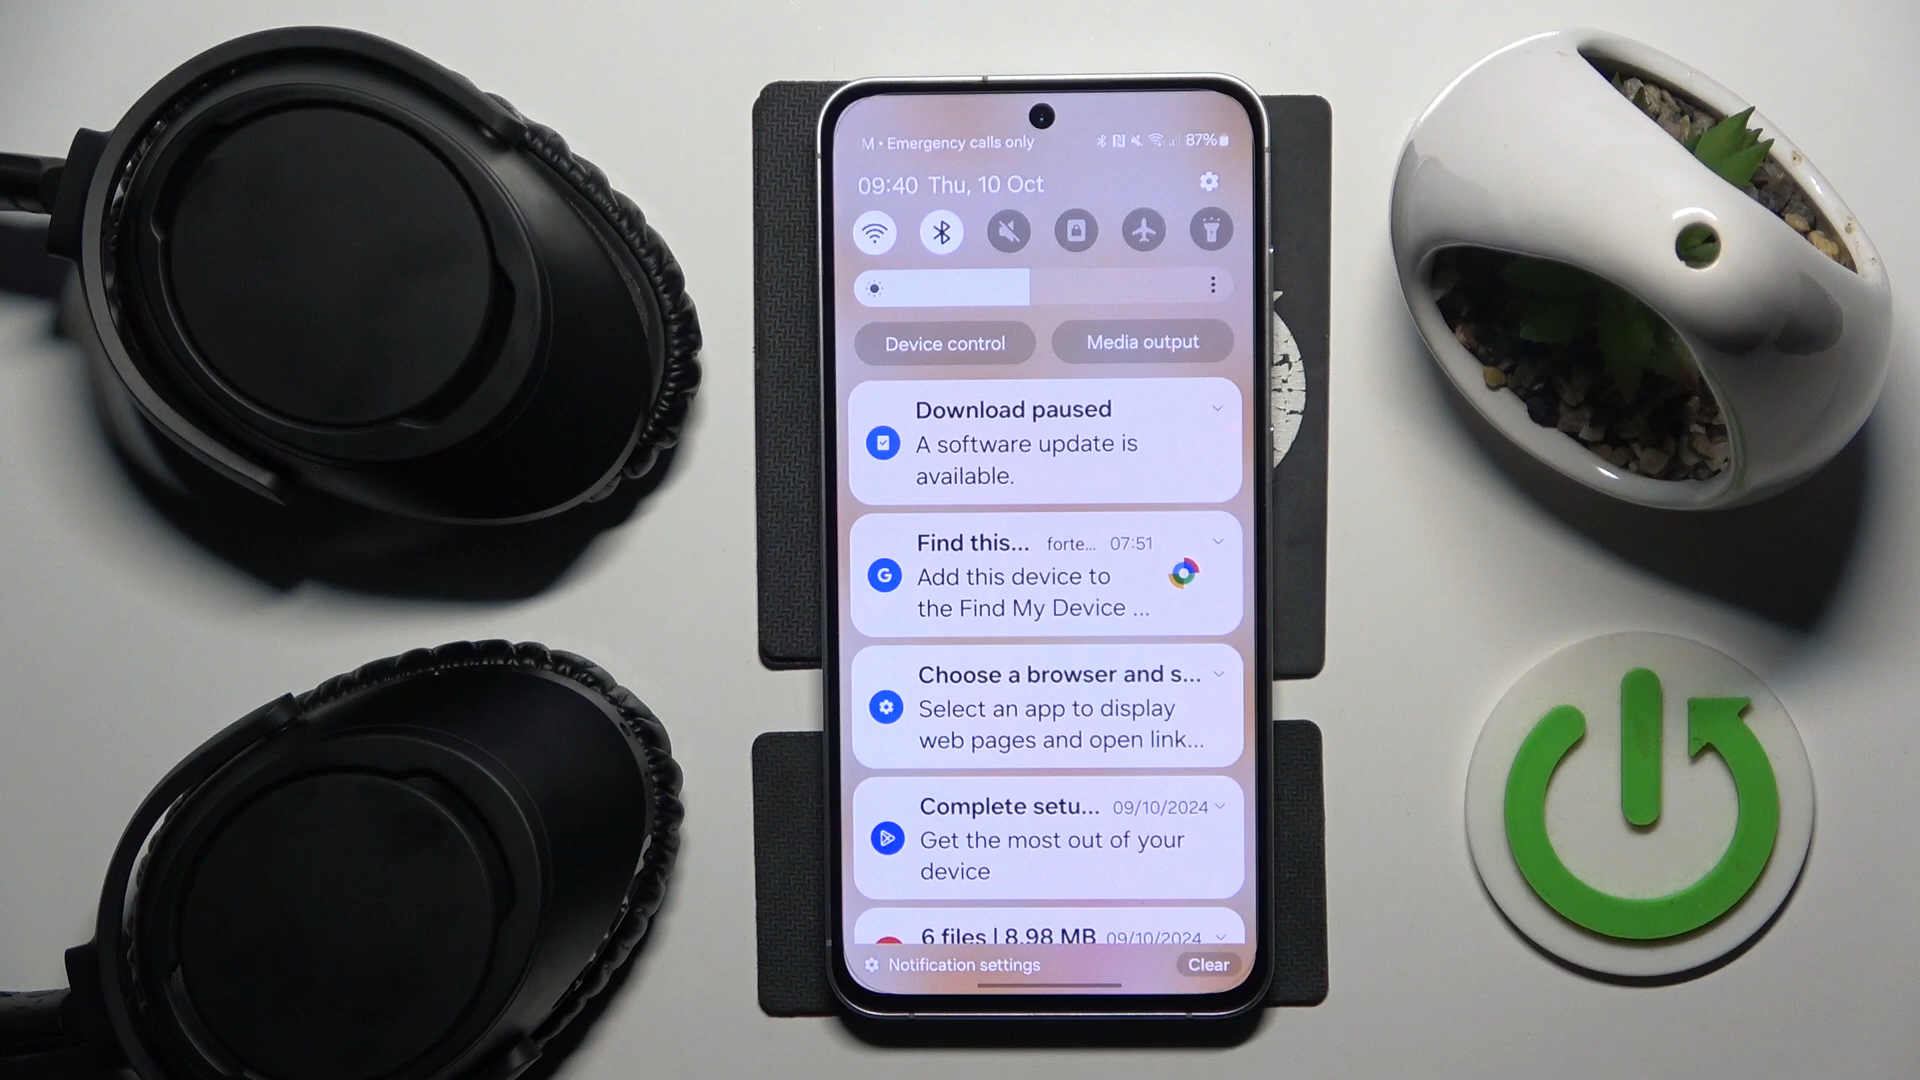 M • Emergency calls only 87%
09:40 Thu, 10 Oct
Device control Media output
Download paused
A software update is
available.
Find this... forte... 07:51
Add this device to
the Find My Device ...
Choose a browser and s...
Select an app to display
web pages and open link...
Complete setu... 09/10/2024
Get the most out of your
device
6 files | 8.98 MB 09/10/2024
Notification settings Clear